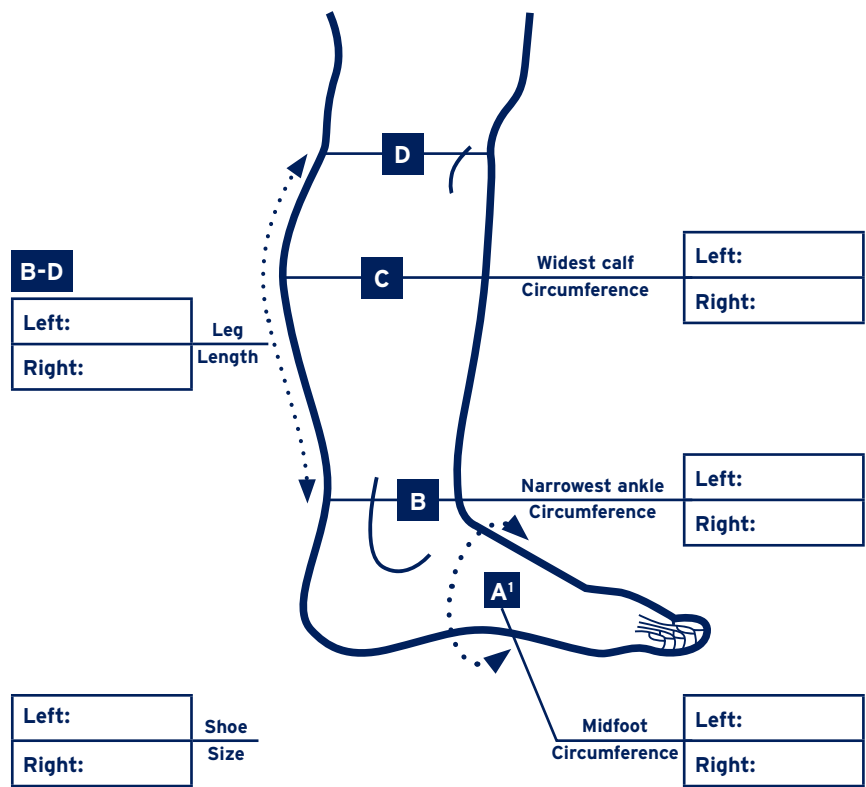 D
B-D
Left:
Right:
Leg
Length
C
Widest calf
Circumference
Left:
Right:
B
Narrowest ankle
Circumference
Left:
Right:
A¹
Left:
Right:
Shoe
Size
Midfoot
Circumference
Left:
Right: